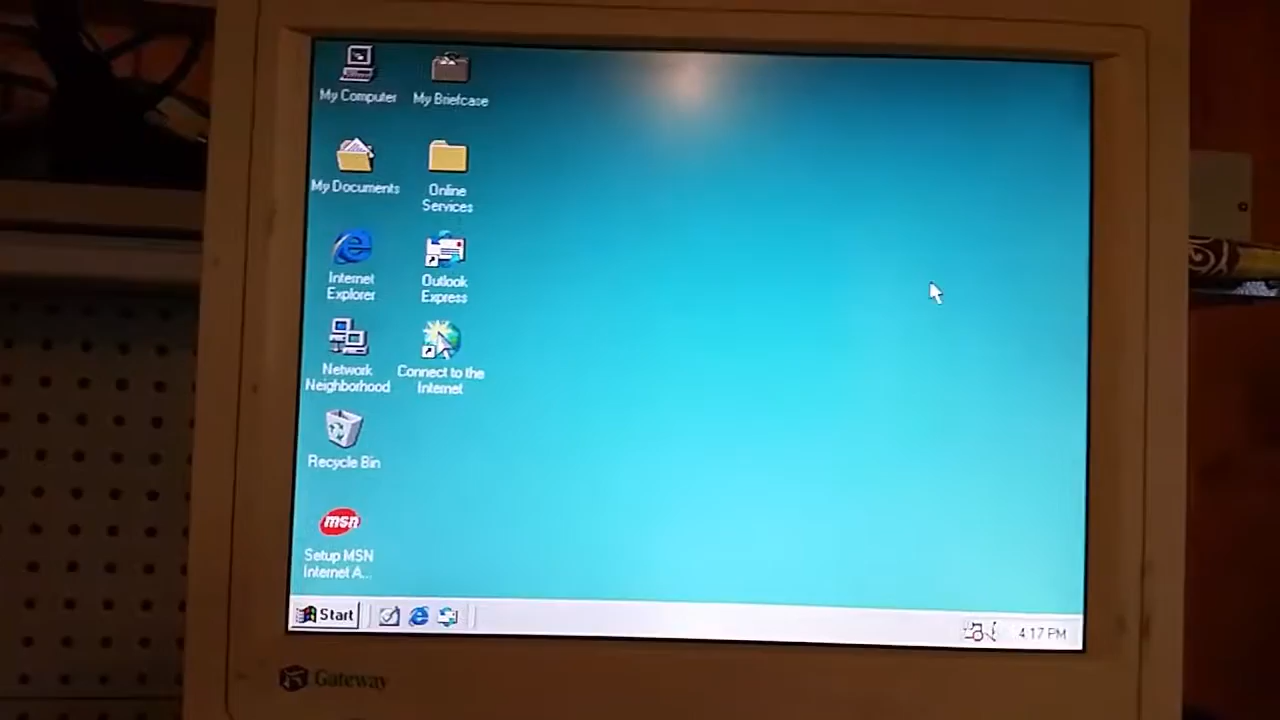 My Computer
My Briefcase
My Documents
Online
Services
Internet
Explorer
Outlook
Express
Network
Neighborhood
Connect to the
Internet
Recycle Bin
msn
Setup MSN
Internet A...
Start
4:17 PM
Gateway